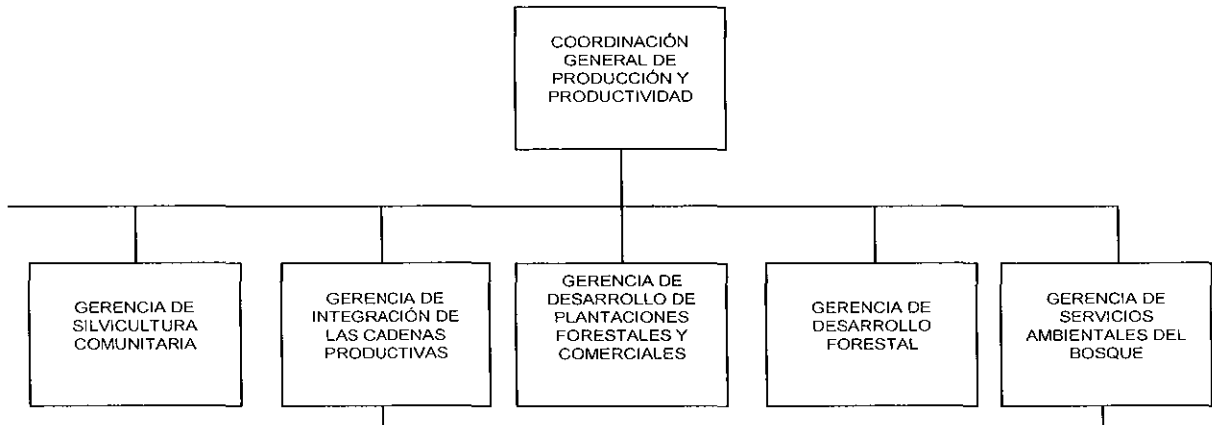 COORDINACIÓN
GENERAL DE
PRODUCCIÓN Y
PRODUCTIVIDAD
GERENCIA DE
SILVICULTURA
COMUNITARIA
GERENCIA DE
INTEGRACIÓN DE
LAS CADENAS
PRODUCTIVAS
GERENCIA DE
DESARROLLO DE
PLANTACIONES
FORESTALES Y
COMERCIALES
GERENCIA DE
DESARROLLO
FORESTAL
GERENCIA DE
SERVICIOS
AMBIENTALES DEL
BOSQUE